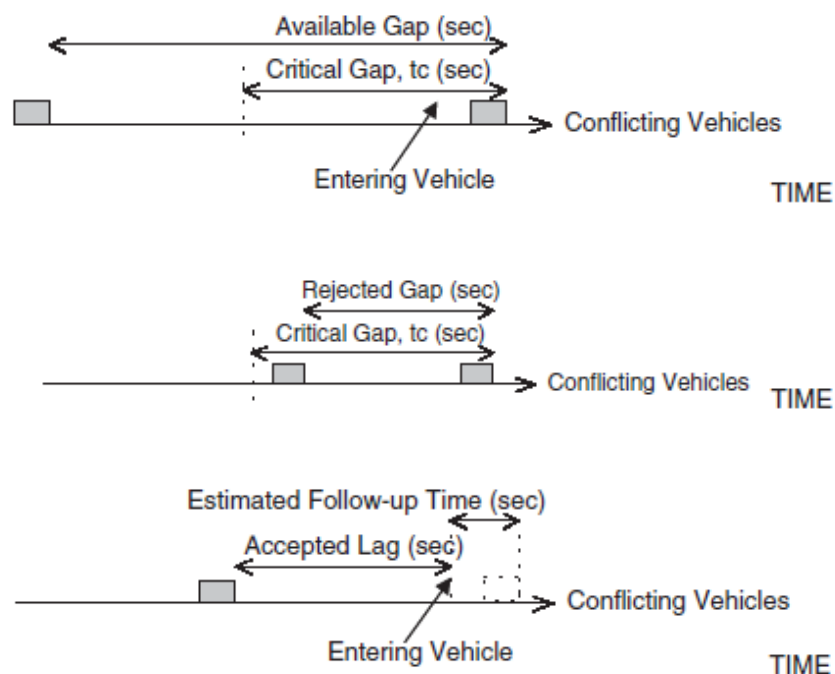 Available Gap (sec)
Critical Gap, tc (sec)
Conflicting Vehicles
Entering Vehicle
TIME
Rejected Gap (sec)
Critical Gap, tc (sec)
Conflicting Vehicles
TIME
Estimated Follow-up Time (sec)
Accepted Lag (sec)
Conflicting Vehicles
Entering Vehicle
TIME